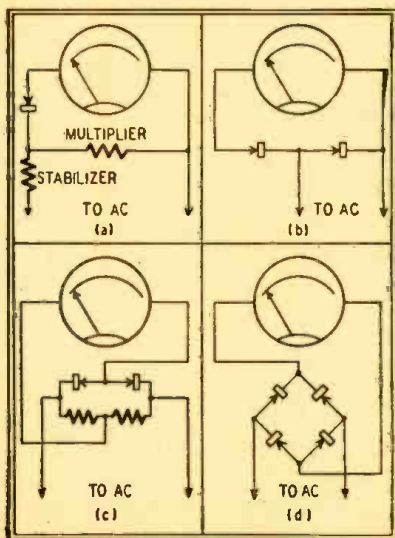 MULTIPLIER
STABILIZER
TO AC
(a)
TO AC
(b)
TO AC
(c)
TO AC
(d)